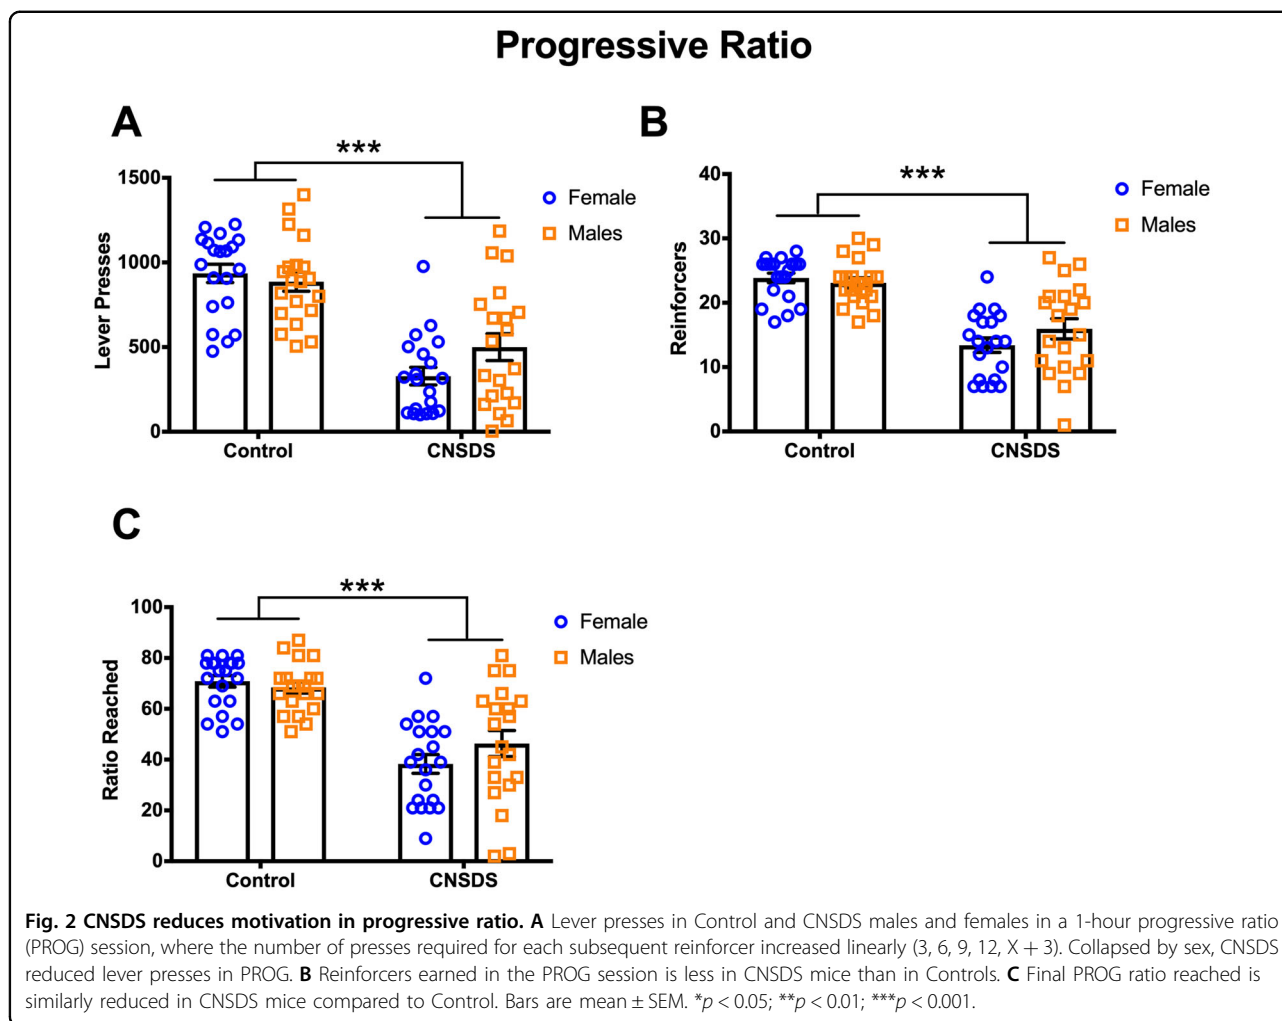 Progressive Ratio
A
***
1500
1000
500
0
Lever Presses
Control
CNSDS
Female
Males
B
***
40
30
20
10
0
Reinforcers
Control
CNSDS
Female
Males
C
***
100
80
60
40
20
0
Ratio Reached
Control
CNSDS
Female
Males
Fig. 2 CNSDS reduces motivation in progressive ratio. A Lever presses in Control and CNSDS males and females in a 1-hour progressive ratio
(PROG) session, where the number of presses required for each subsequent reinforcer increased linearly (3, 6, 9, 12, X + 3). Collapsed by sex, CNSDS
reduced lever presses in PROG. B Reinforcers earned in the PROG session is less in CNSDS mice than in Controls. C Final PROG ratio reached is
similarly reduced in CNSDS mice compared to Control. Bars are mean ± SEM. *p < 0.05; **p < 0.01; ***p < 0.001.